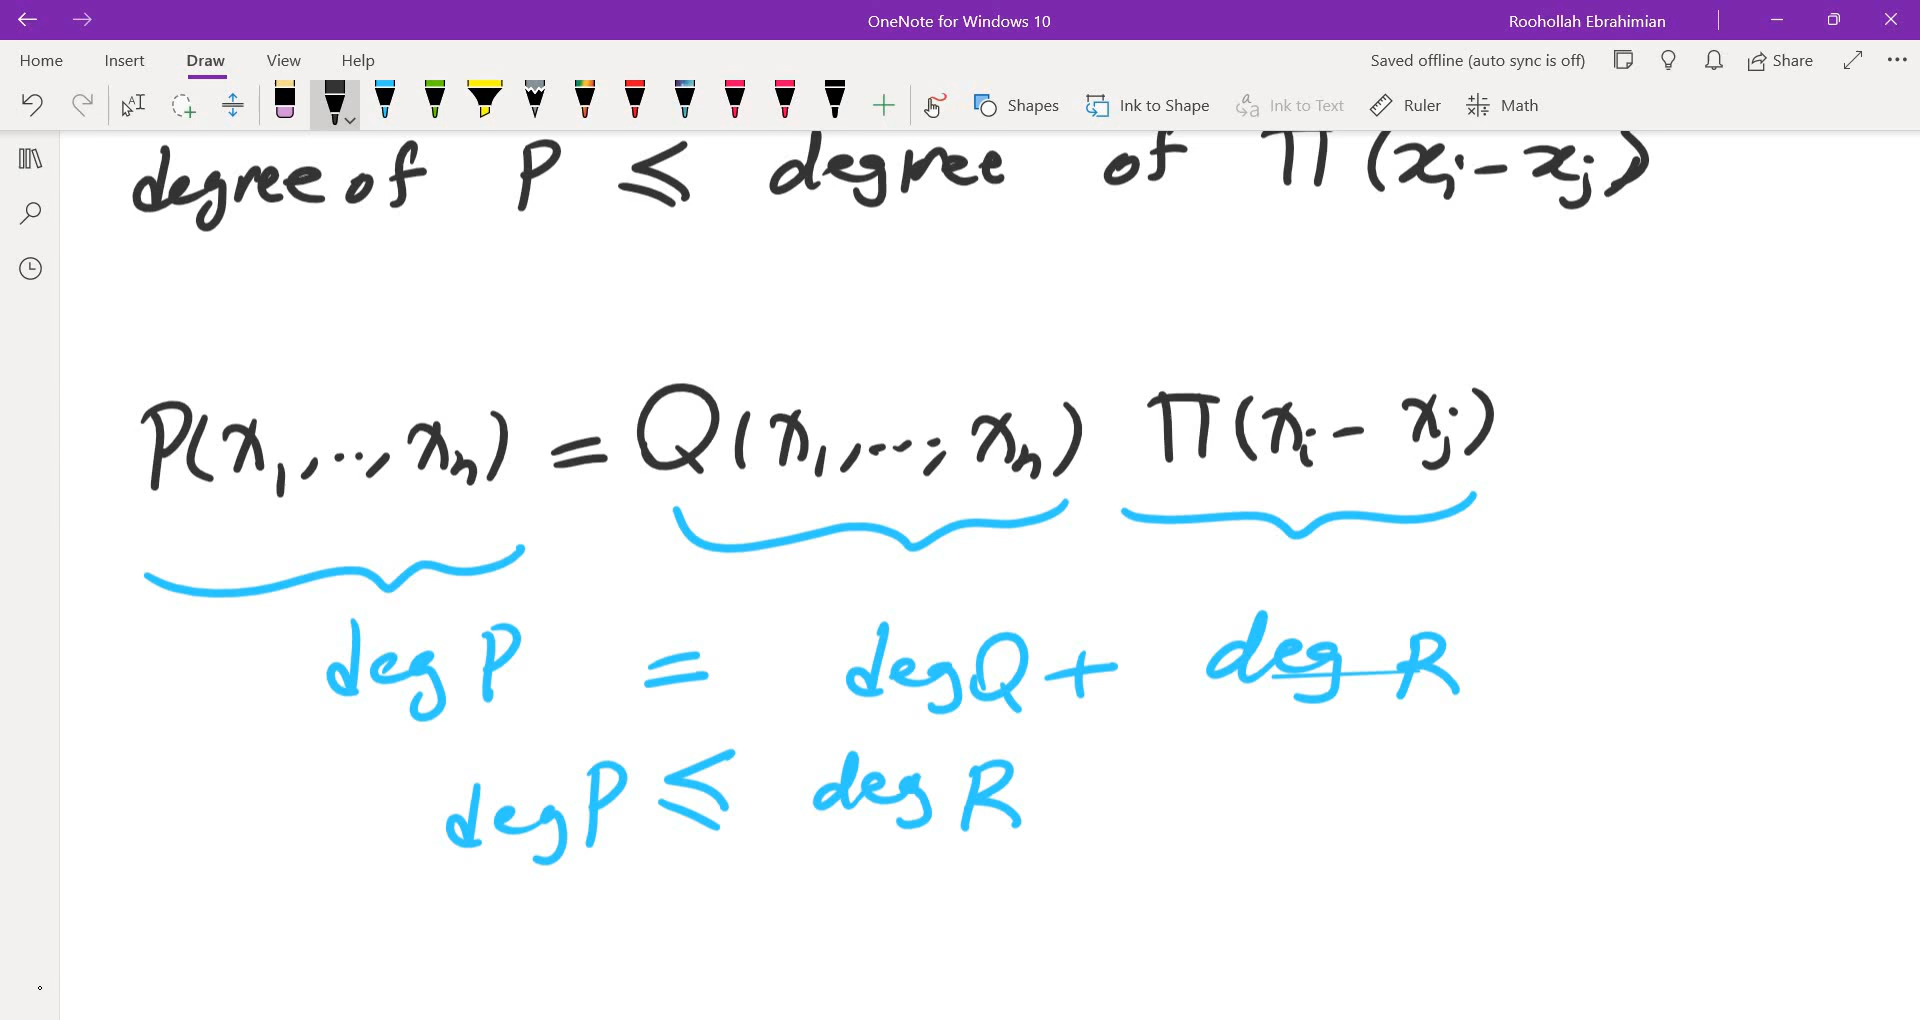 OneNote for Windows 10
Roohollah Ebrahimian
Home Insert Draw View Help
Saved offline (auto sync is off) Share
Shapes Ink to Shape Ink to Text Ruler Math
degree of P ≤ degree of Π (xi - xj)
P(x1, ..., xn) = Q(x1, ..., xn) Π (xi - xj)
deg P = deg Q + deg R
deg P ≤ deg R